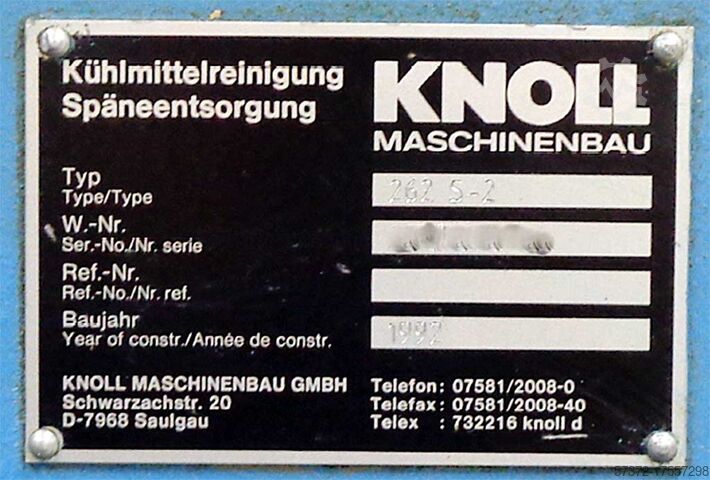 Kühlmittelreinigung
Späneentsorgung
KNOLL
MASCHINENBAU
Typ
Type/Type
262 S-2
W.-Nr.
Ser.-No./Nr. serie
Ref.-Nr.
Ref.-No./Nr. ref.
Baujahr
Year of constr./Année de constr.
1992
KNOLL MASCHINENBAU GMBH
Schwarzachstr. 20
D-7968 Saulgau
Telefon: 07581/2008-0
Telefax: 07581/2008-40
Telex : 732216 knoll d